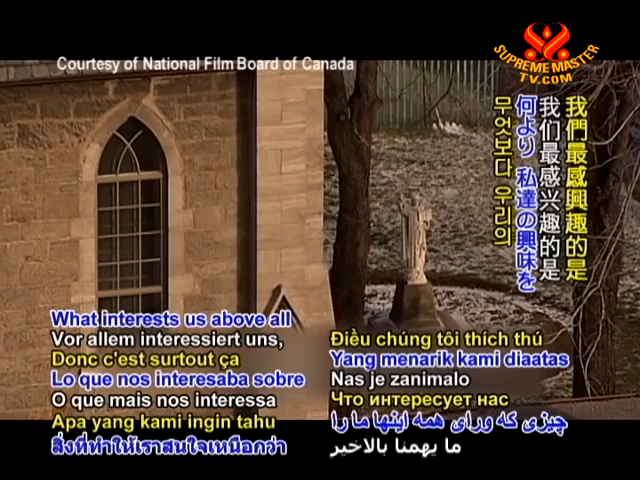 Courtesy of National Film Board of Canada
SUPREME MASTER
TV.COM
我們最感興趣的是
我们最感兴趣的是
何より 私達の興味を
무엇보다 우리의
What interests us above all
Vor allem interessiert uns,
Donc c'est surtout ça
Lo que nos interesaba sobre
O que mais nos interessa
Apa yang kami ingin tahu
สิ่งที่ทำให้เราสนใจเหนือกว่า
Điều chúng tôi thích thú
Yang menarik kami diaatas
Nas je zanimalo
Что интересует нас
چیزی که ورای همه اینها ما را
ما يهمنا بالاخير